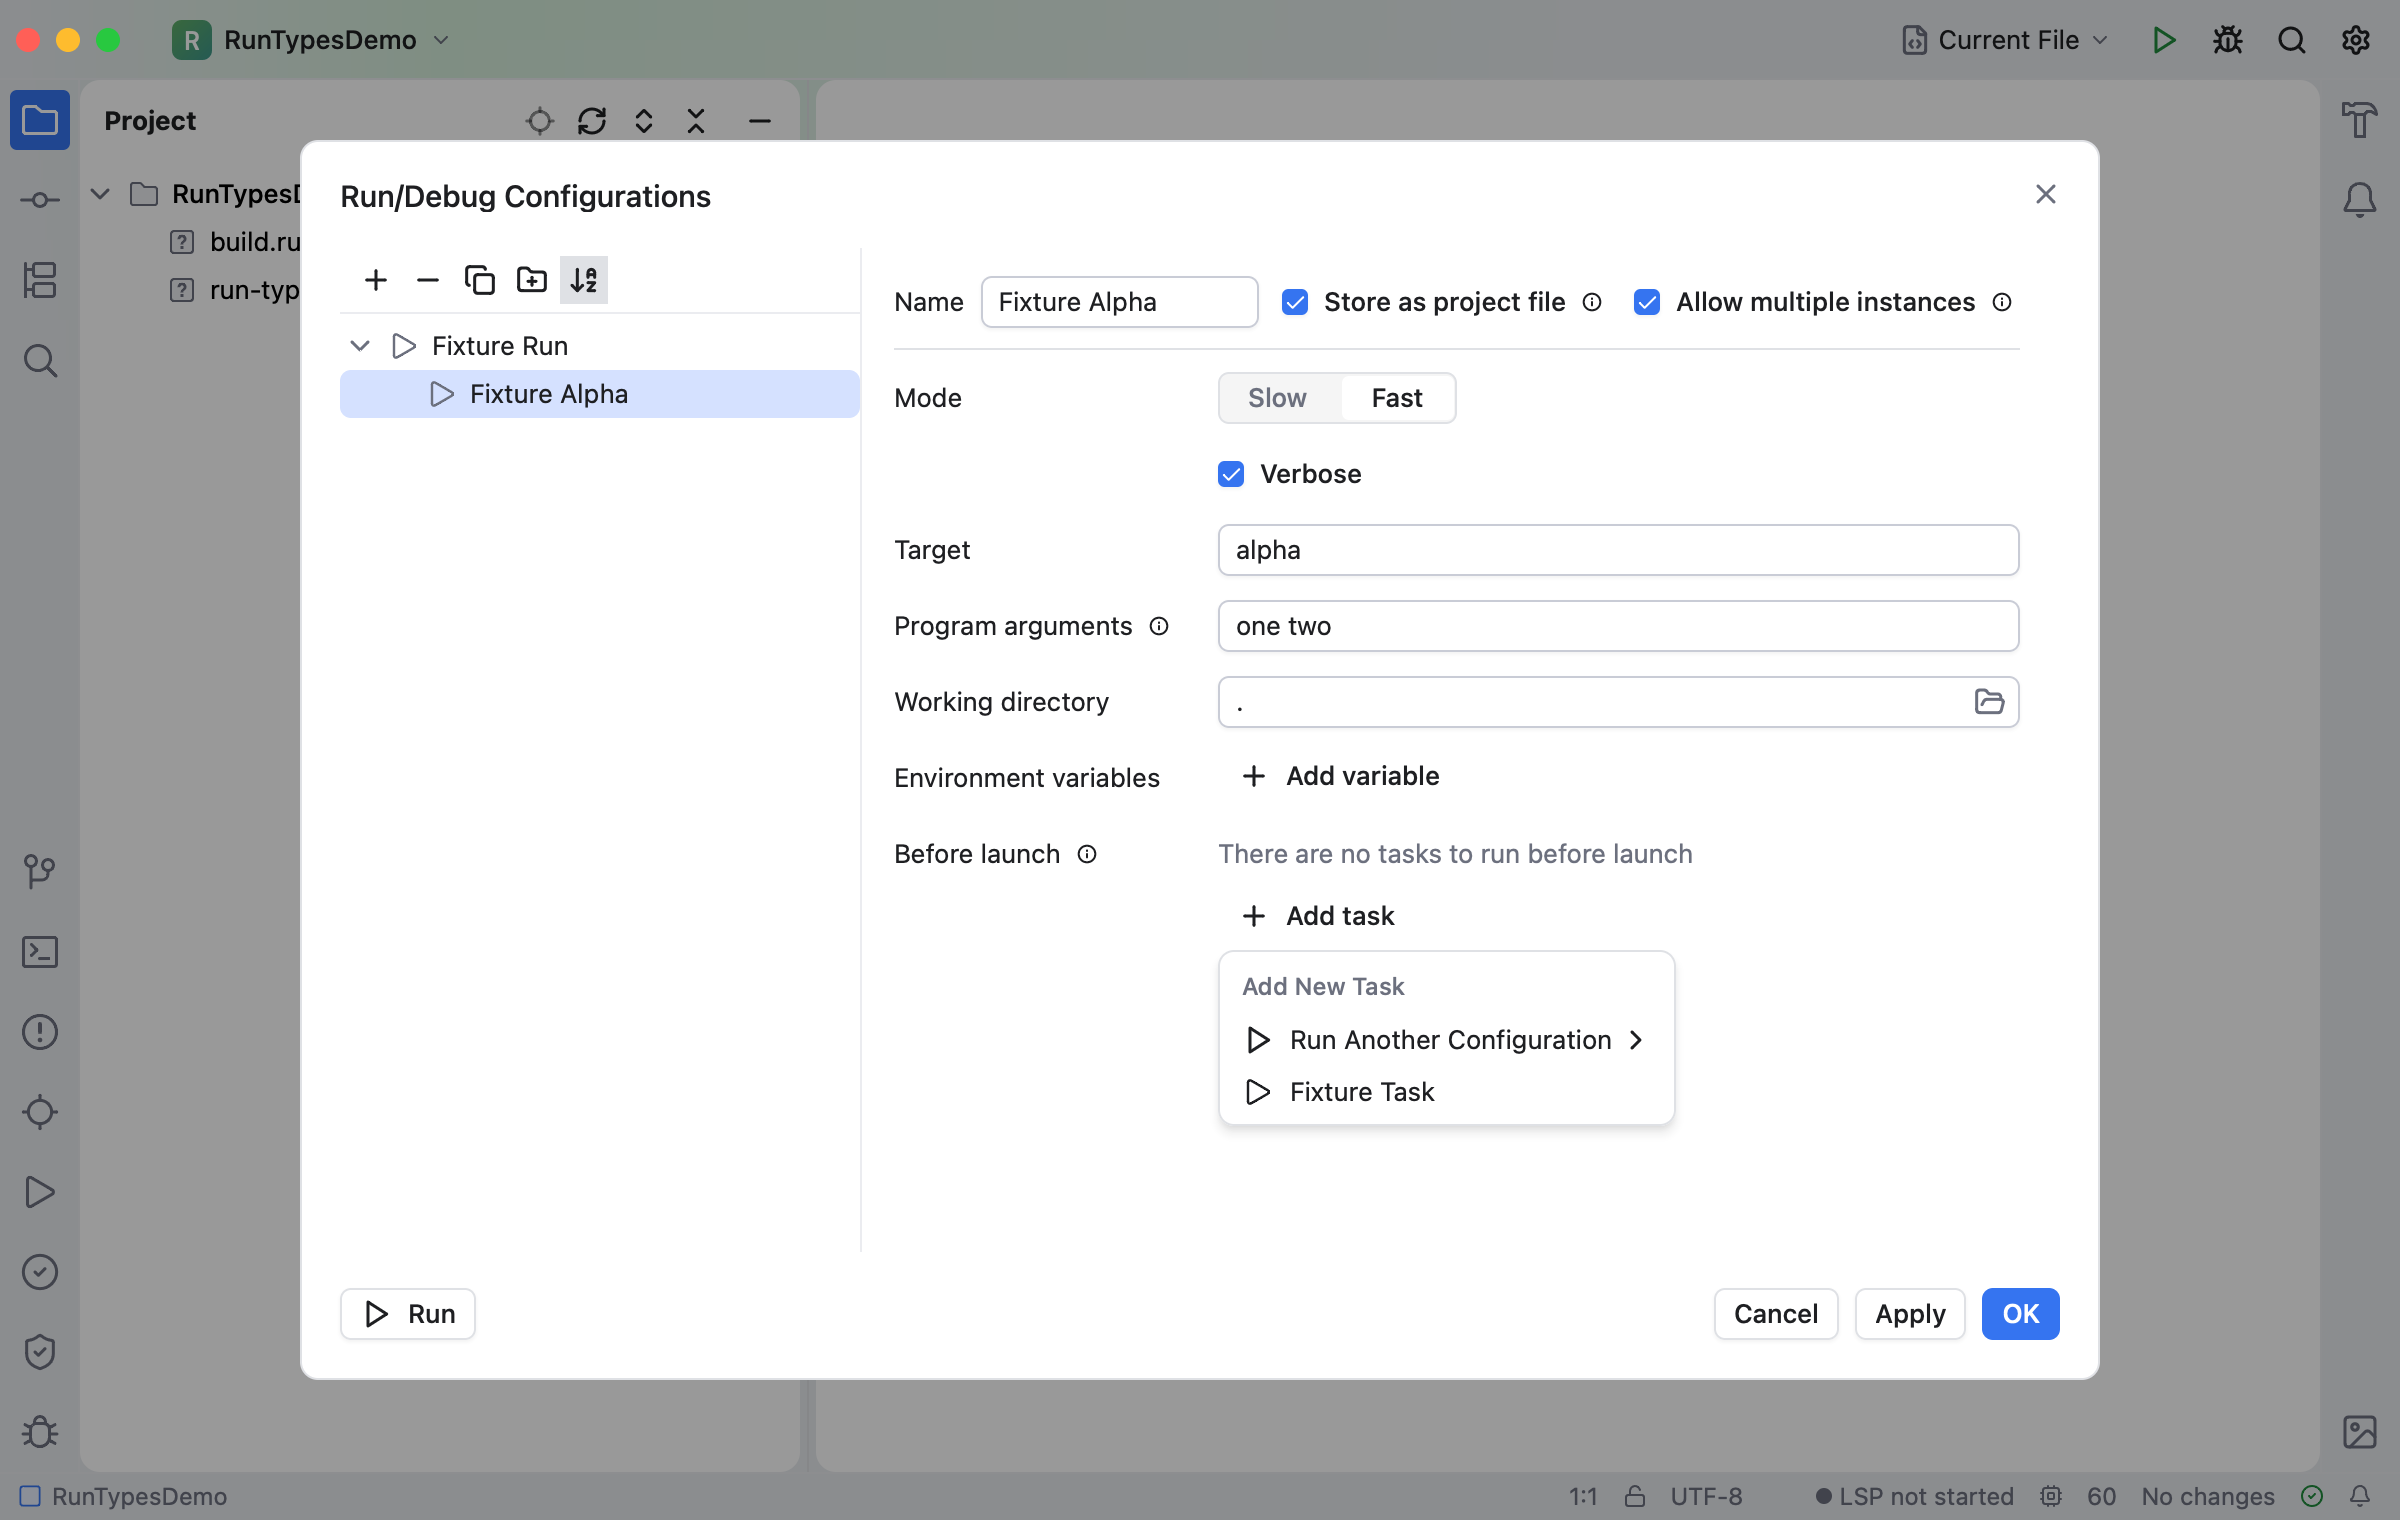 R RunTypesDemo
Current File
Project
RunTypesD
build.ru
run-typ
Run/Debug Configurations
Fixture Run
Fixture Alpha
Name Fixture Alpha Store as project file Allow multiple instances
Mode Slow Fast
Verbose
Target alpha
Program arguments one two
Working directory .
Environment variables Add variable
Before launch There are no tasks to run before launch
Add task
Add New Task
Run Another Configuration
Fixture Task
Run
Cancel Apply OK
RunTypesDemo
1:1 UTF-8 LSP not started 60 No changes